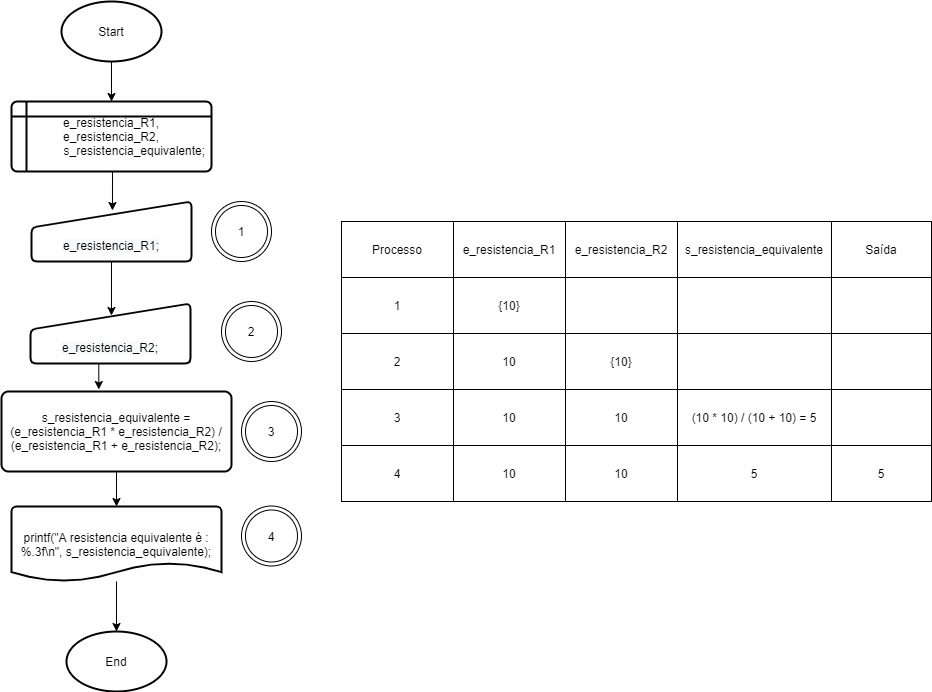 Start
e_resistencia_R1,
e_resistencia_R2,
s_resistencia_equivalente;
e_resistencia_R1;
1
e_resistencia_R2;
2
s_resistencia_equivalente =
(e_resistencia_R1 * e_resistencia_R2) /
(e_resistencia_R1 + e_resistencia_R2);
3
printf("A resistencia equivalente é :
%.3f\n", s_resistencia_equivalente);
4
End
Processo e_resistencia_R1 e_resistencia_R2 s_resistencia_equivalente Saída
1 {10}
2 10 {10}
3 10 10 (10 * 10) / (10 + 10) = 5
4 10 10 5 5